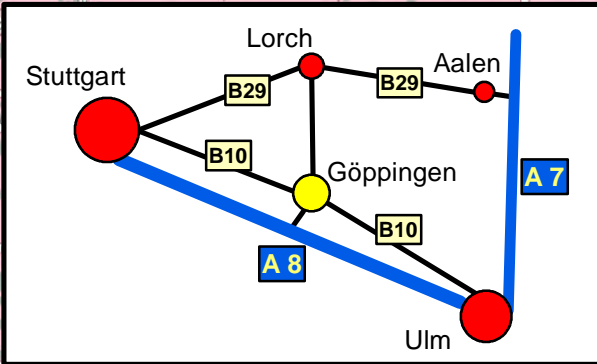 Lorch
Stuttgart
Aalen
B29
B29
B10
Göppingen
A 7
B10
A 8
Ulm